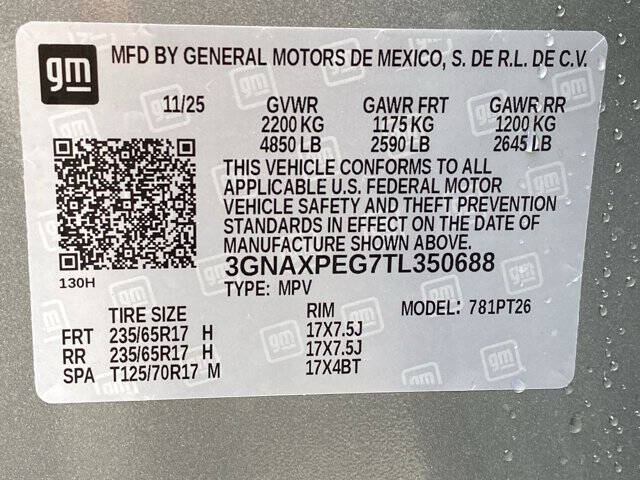 gm
MFD BY GENERAL MOTORS DE MEXICO, S. DE R.L. DE C.V.
11/25 GVWR GAWR FRT GAWR RR
2200 KG 1175 KG 1200 KG
4850 LB 2590 LB 2645 LB
THIS VEHICLE CONFORMS TO ALL
APPLICABLE U.S. FEDERAL MOTOR
VEHICLE SAFETY AND THEFT PREVENTION
STANDARDS IN EFFECT ON THE DATE OF
MANUFACTURE SHOWN ABOVE.
3GNAXPEG7TL350688
130H
TYPE: MPV MODEL: 781PT26
TIRE SIZE RIM
FRT 235/65R17 H 17X7.5J
RR 235/65R17 H 17X7.5J
SPA T125/70R17 M 17X4BT